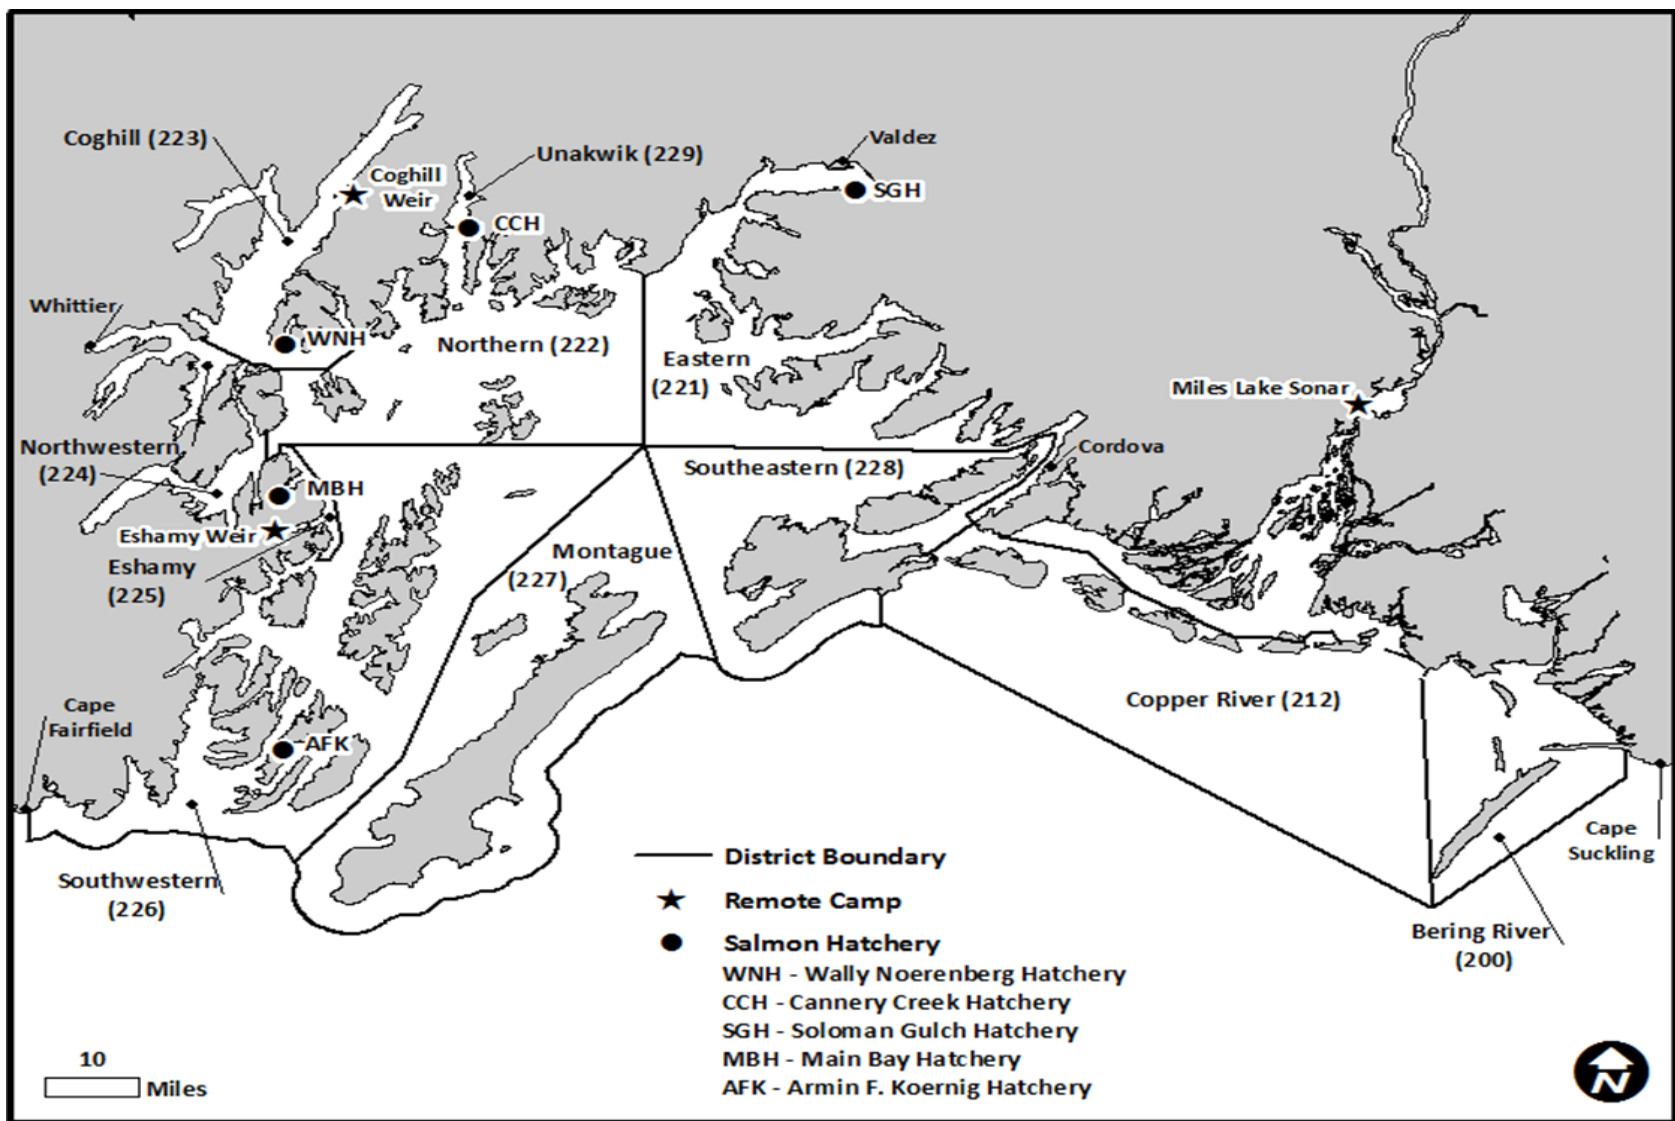 Coghill (223)
Coghill
Weir
Unakwik (229)
CCH
Valdez
SGH
Whittier
WNH
Northern (222)
Eastern
(221)
Miles Lake Sonar
Northwestern
(224)
MBH
Southeastern (228)
Cordova
Eshamy Weir
Eshamy
(225)
Montague
(227)
Cape
Fairfield
AFK
Copper River (212)
Southwestern
(226)
Cape
Suckling
Bering River
(200)
District Boundary
Remote Camp
Salmon Hatchery
WNH - Wally Noerenberg Hatchery
CCH - Cannery Creek Hatchery
SGH - Soloman Gulch Hatchery
MBH - Main Bay Hatchery
AFK - Armin F. Koernig Hatchery
10
Miles
N